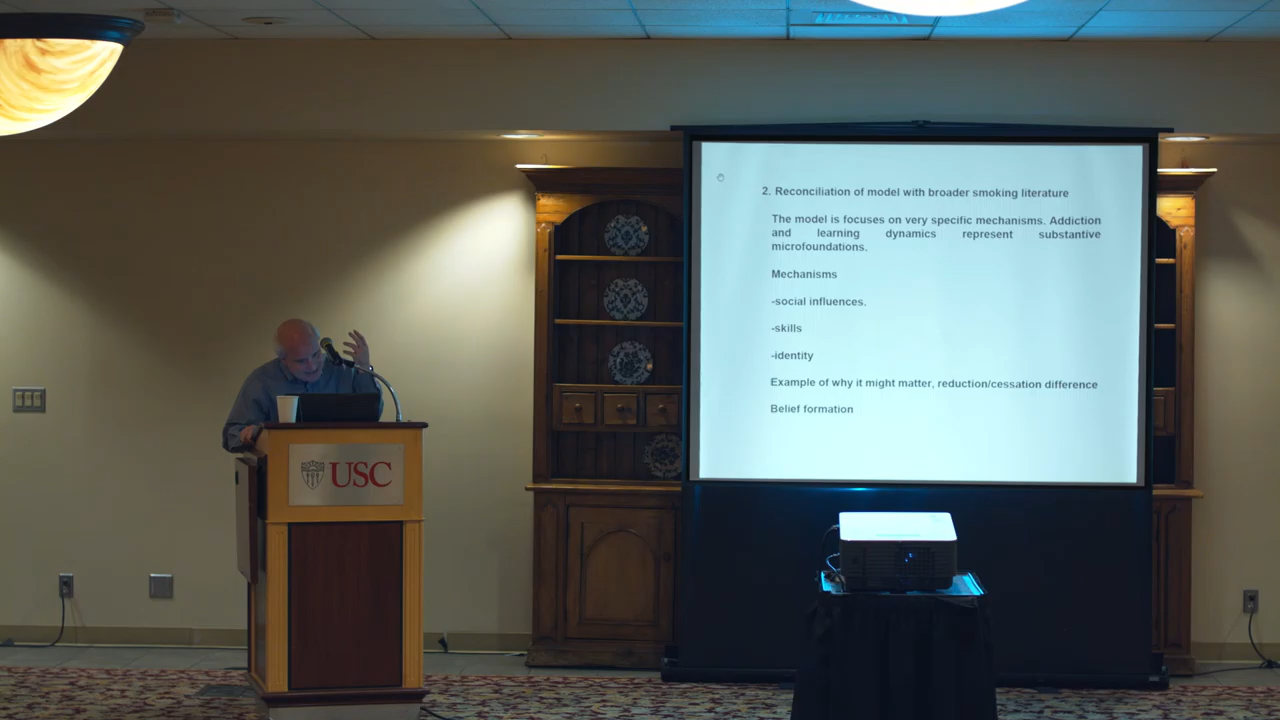 2. Reconciliation of model with broader smoking literature
The model is focuses on very specific mechanisms. Addiction
and learning dynamics represent substantive
microfoundations.
Mechanisms
-social influences.
-skills
-identity
Example of why it might matter, reduction/cessation difference
Belief formation
USC